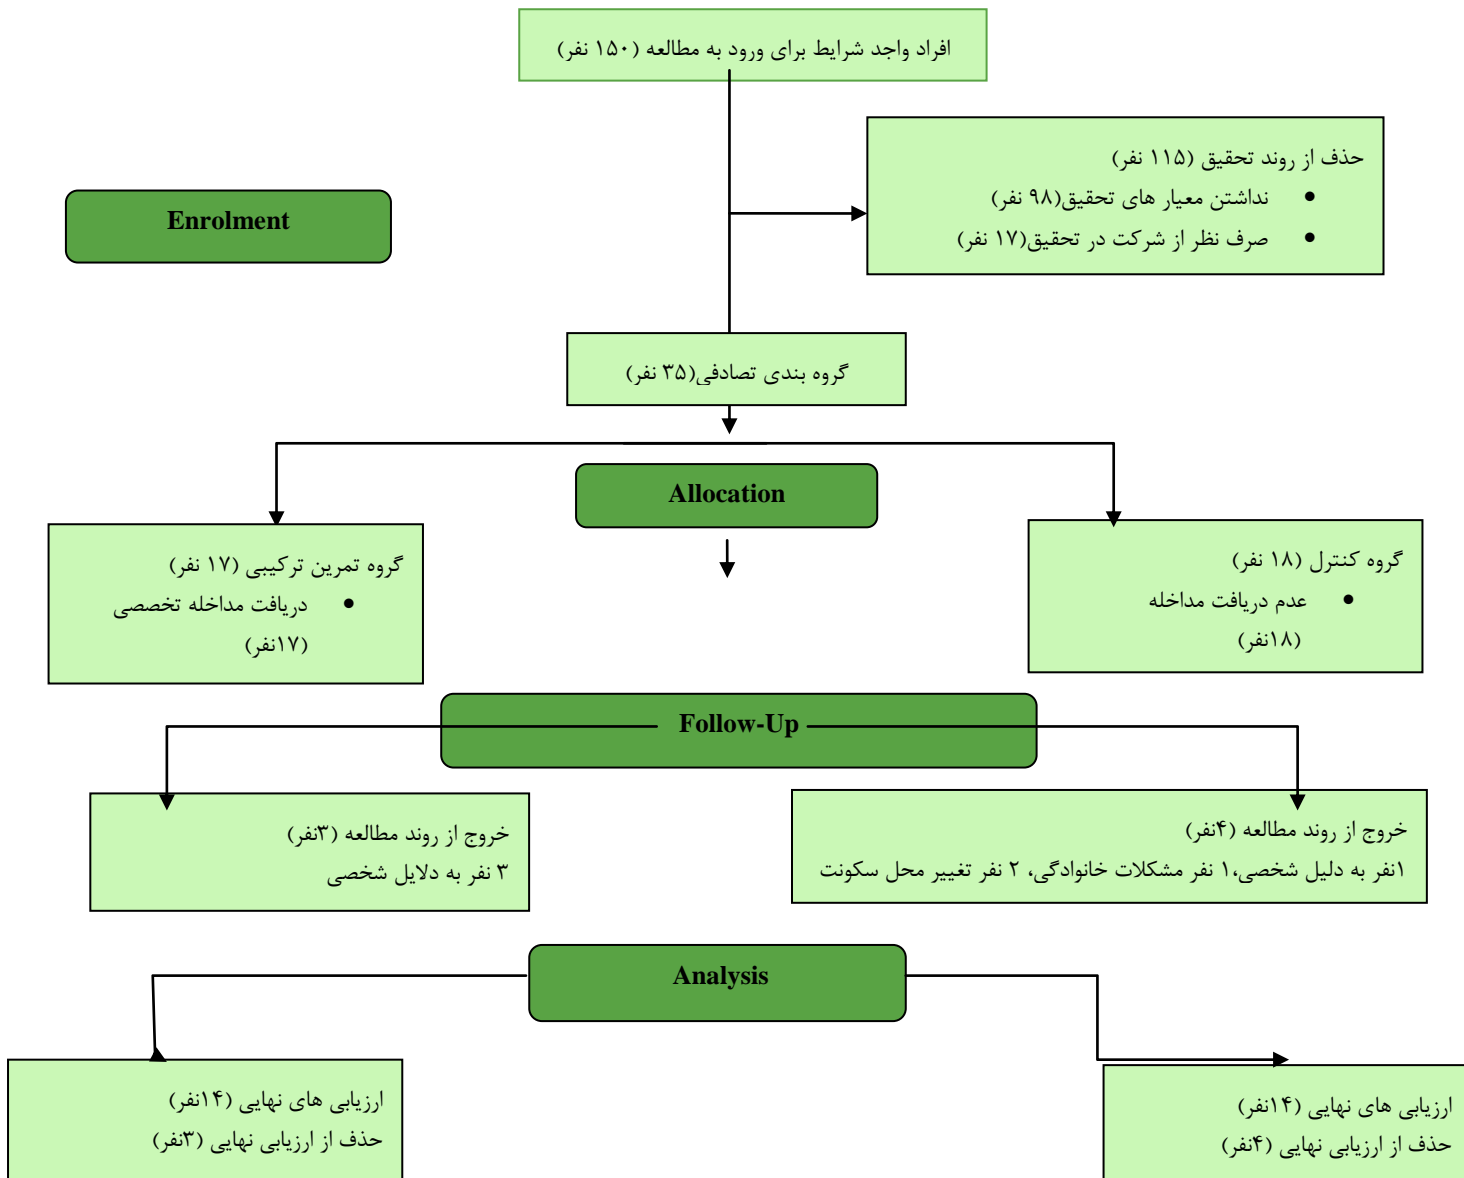 افراد واجد شرایط برای ورود به مطالعه (۱۵۰ نفر)
حذف از روند تحقیق (۱۱۵ نفر)
• نداشتن معیار های تحقیق(۹۸ نفر)
• صرف نظر از شرکت در تحقیق(۱۷ نفر)
Enrolment
گروه بندی تصادفی(۳۵ نفر)
Allocation
گروه کنترل (۱۸ نفر)
• عدم دریافت مداخله
(۱۸نفر)
گروه تمرین ترکیبی (۱۷ نفر)
• دریافت مداخله تخصصی
(۱۷نفر)
Follow-Up
خروج از روند مطالعه (۴نفر)
۱نفر به دلیل شخصی،۱ نفر مشکلات خانوادگی، ۲ نفر تغییر محل سکونت
خروج از روند مطالعه (۳نفر)
۳ نفر به دلایل شخصی
Analysis
ارزیابی های نهایی (۱۴نفر)
حذف از ارزیابی نهایی (۴نفر)
ارزیابی های نهایی (۱۴نفر)
حذف از ارزیابی نهایی (۳نفر)